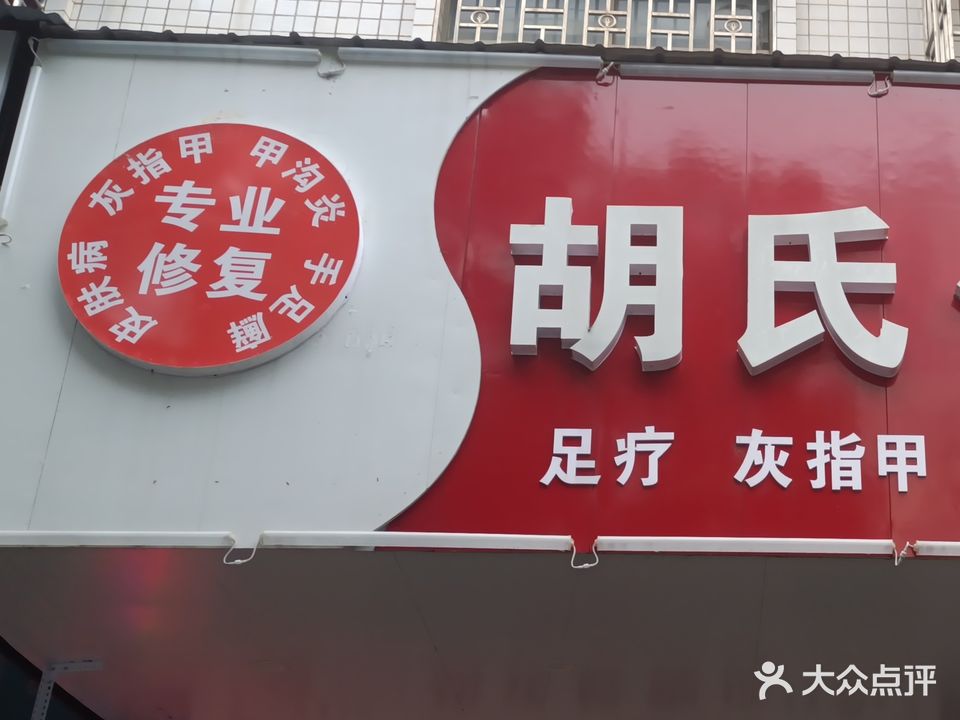 皮肤病 灰指甲 甲沟炎 手足癣
专业
修复
胡氏
足疗 灰指甲
大众点评